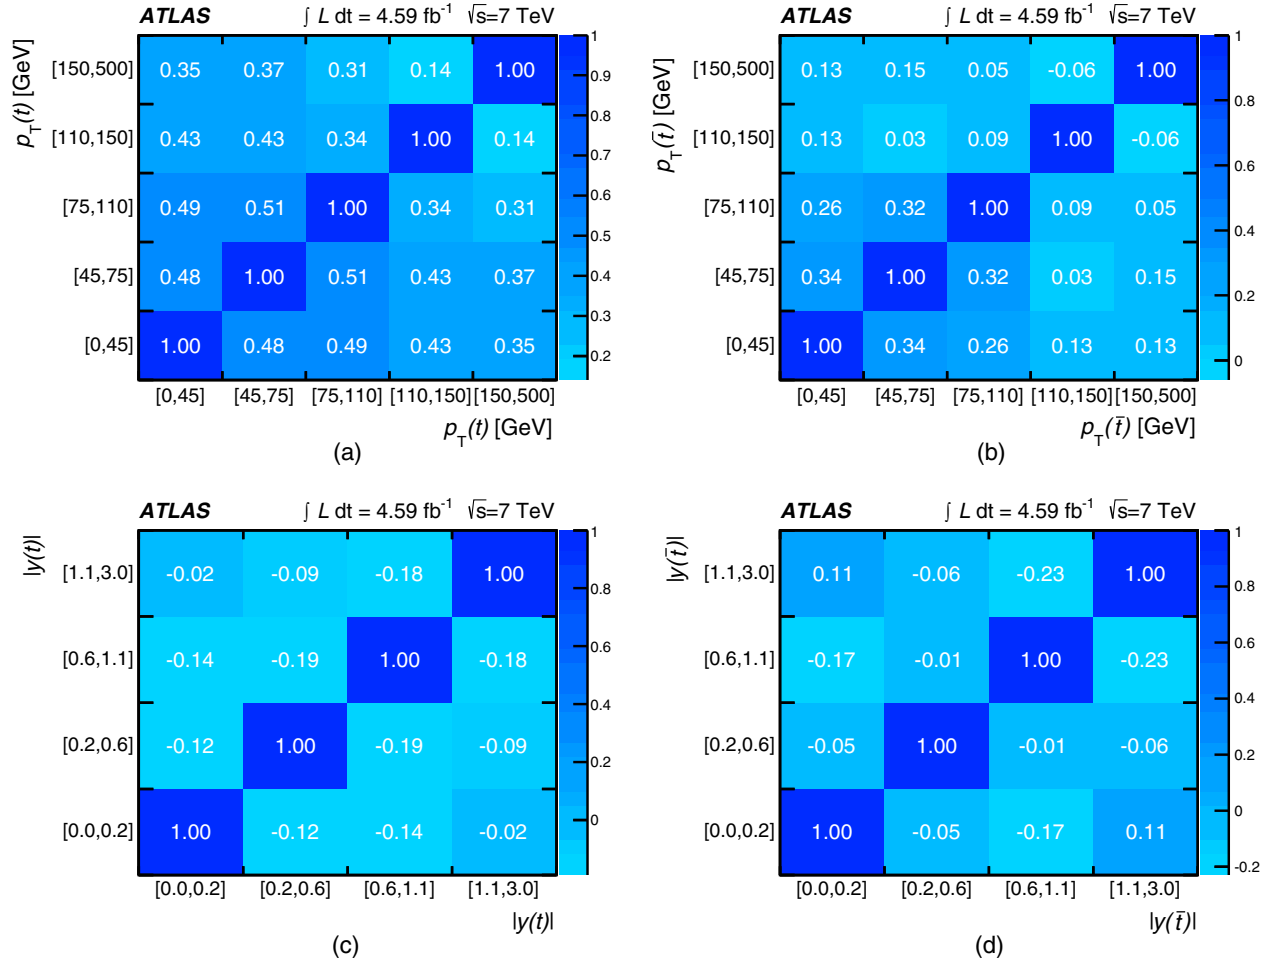 ATLAS ∫ L dt = 4.59 fb⁻¹ √s=7 TeV
p_T(t) [GeV]
[150,500] 0.35 0.37 0.31 0.14 1.00
[110,150] 0.43 0.43 0.34 1.00 0.14
[75,110] 0.49 0.51 1.00 0.34 0.31
[45,75] 0.48 1.00 0.51 0.43 0.37
[0,45] 1.00 0.48 0.49 0.43 0.35
[0,45] [45,75] [75,110] [110,150] [150,500]
p_T(t) [GeV]
1
0.9
0.8
0.7
0.6
0.5
0.4
0.3
0.2
(a)
ATLAS ∫ L dt = 4.59 fb⁻¹ √s=7 TeV
p_T(t̄) [GeV]
[150,500] 0.13 0.15 0.05 -0.06 1.00
[110,150] 0.13 0.03 0.09 1.00 -0.06
[75,110] 0.26 0.32 1.00 0.09 0.05
[45,75] 0.34 1.00 0.32 0.03 0.15
[0,45] 1.00 0.34 0.26 0.13 0.13
[0,45] [45,75] [75,110] [110,150] [150,500]
p_T(t̄) [GeV]
1
0.8
0.6
0.4
0.2
0
(b)
ATLAS ∫ L dt = 4.59 fb⁻¹ √s=7 TeV
|y(t)|
[1.1,3.0] -0.02 -0.09 -0.18 1.00
[0.6,1.1] -0.14 -0.19 1.00 -0.18
[0.2,0.6] -0.12 1.00 -0.19 -0.09
[0.0,0.2] 1.00 -0.12 -0.14 -0.02
[0.0,0.2] [0.2,0.6] [0.6,1.1] [1.1,3.0]
|y(t)|
1
0.8
0.6
0.4
0.2
0
(c)
ATLAS ∫ L dt = 4.59 fb⁻¹ √s=7 TeV
|y(t̄)|
[1.1,3.0] 0.11 -0.06 -0.23 1.00
[0.6,1.1] -0.17 -0.01 1.00 -0.23
[0.2,0.6] -0.05 1.00 -0.01 -0.06
[0.0,0.2] 1.00 -0.05 -0.17 0.11
[0.0,0.2] [0.2,0.6] [0.6,1.1] [1.1,3.0]
|y(t̄)|
1
0.8
0.6
0.4
0.2
0
-0.2
(d)